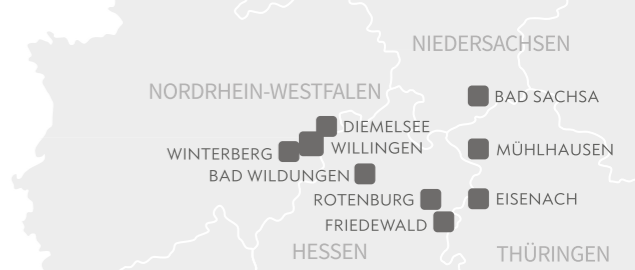 NIEDERSACHSEN
NORDRHEIN-WESTFALEN
BAD SACHSA
DIEMELSEE
WILLINGEN
WINTERBERG
MÜHLHAUSEN
BAD WILDUNGEN
ROTENBURG
EISENACH
FRIEDEWALD
HESSEN
THÜRINGEN